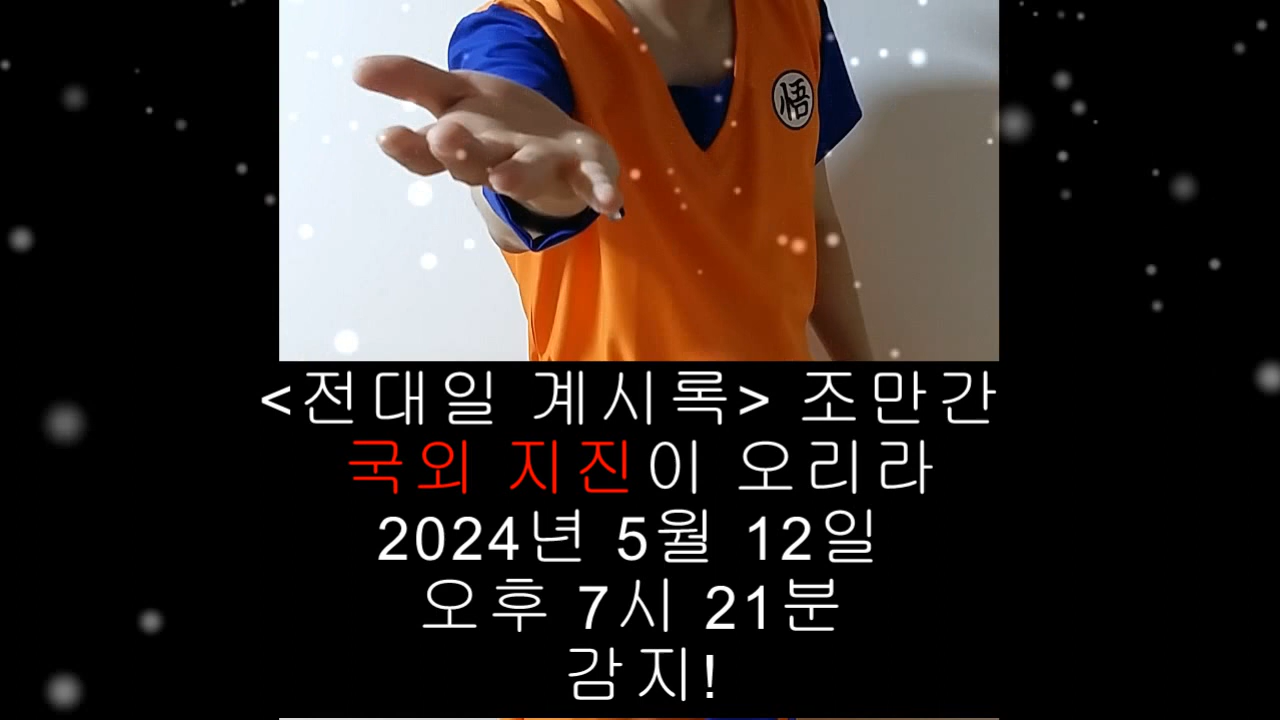 悟
<전대일 계시록> 조만간
국외 지진이 오리라
2024년 5월 12일
오후 7시 21분
감지!